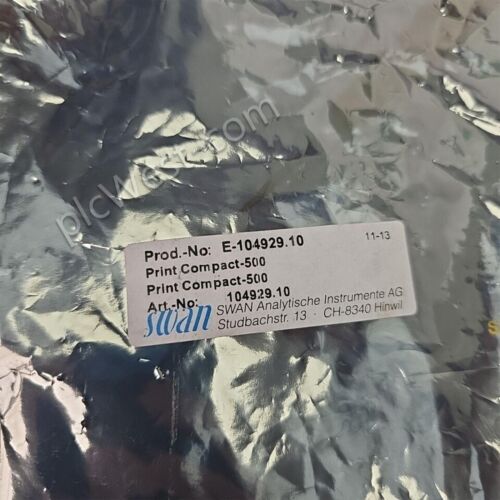 plcWest.com
Prod.-No: E-104929.10 11-13
Print Compact-500
Print Compact-500
Art.-No: 104929.10
swan SWAN Analytische Instrumente AG
Studbachstr. 13 · CH-8340 Hinwil